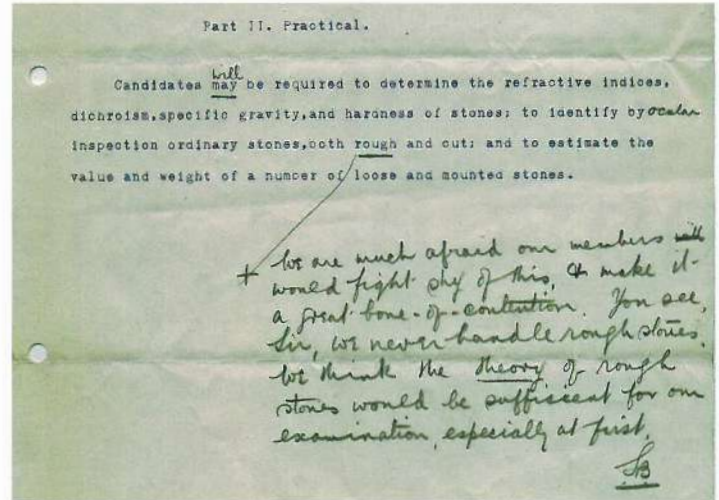 Part II. Practical.
will
Candidates may be required to determine the refractive indices,
dichroism,specific gravity,and hardness of stones; to identify by ocular
inspection ordinary stones,both rough and cut; and to estimate the
value and weight of a number of loose and mounted stones.
+ We are much afraid our members will
would fight shy of this, & make it
a great bone-of-contention. You see,
Sir, we never handle rough stones.
We think the theory of rough
stones would be sufficient for our
examination, especially at first.
SB